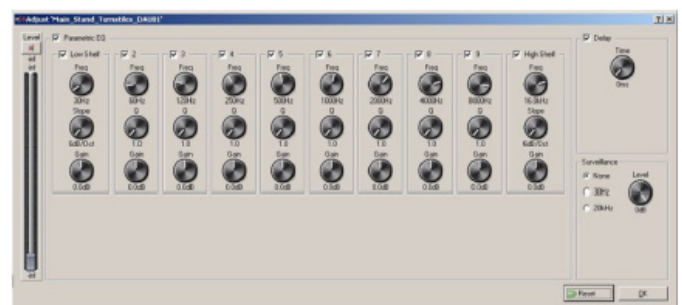 Adjust 'Main_Stand_Turnstiles_DAUB1'
Level
inf
inf
inf
Parametric EQ
Low Shelf
2
3
4
5
6
7
8
9
High Shelf
Freq Freq Freq Freq Freq Freq Freq Freq Freq Freq
30Hz 60Hz 120Hz 250Hz 500Hz 1000Hz 2000Hz 4000Hz 8000Hz 16.0kHz
Slope Q Q Q Q Q Q Q Q Slope
6dB/Oct 1.0 1.0 1.0 1.0 1.0 1.0 1.0 1.0 6dB/Oct
Gain Gain Gain Gain Gain Gain Gain Gain Gain Gain
0.0dB 0.0dB 0.0dB 0.0dB 0.0dB 0.0dB 0.0dB 0.0dB 0.0dB 0.0dB
Delay
Time
0ms
Surveillance
None
30Hz
20kHz
Level
0dB
Reset
OK